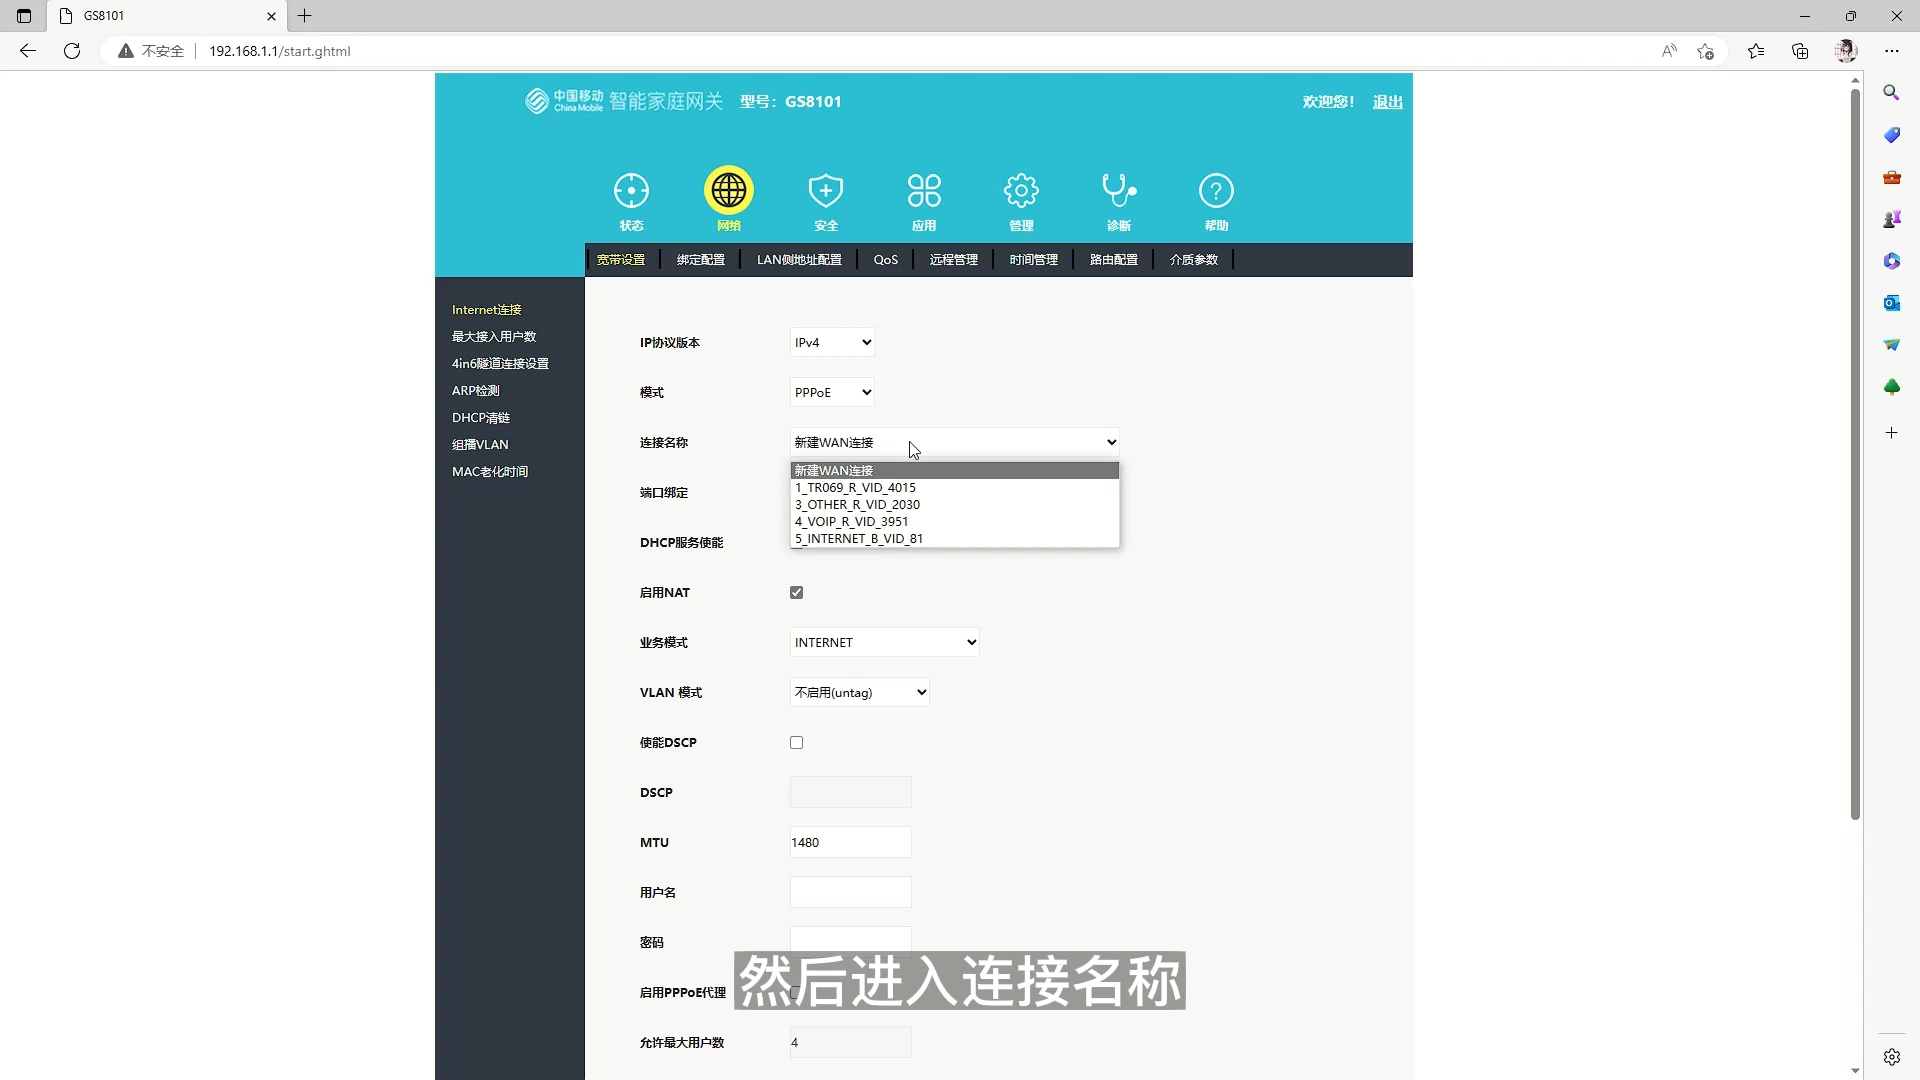 GS8101
不安全
192.168.1.1/start.ghtml
中国移动
China Mobile
智能家庭网关
型号：GS8101
欢迎您！
退出
状态
网络
安全
应用
管理
诊断
帮助
宽带设置
绑定配置
LAN侧地址配置
QoS
远程管理
时间管理
路由配置
介质参数
Internet连接
最大接入用户数
4in6隧道连接设置
ARP检测
DHCP清链
组播VLAN
MAC老化时间
IP协议版本
IPv4
模式
PPPoE
连接名称
新建WAN连接
新建WAN连接
1_TR069_R_VID_4015
3_OTHER_R_VID_2030
4_VOIP_R_VID_3951
5_INTERNET_B_VID_81
端口绑定
DHCP服务使能
启用NAT
业务模式
INTERNET
VLAN 模式
不启用(untag)
使能DSCP
DSCP
MTU
1480
用户名
密码
启用PPPoE代理
然后进入连接名称
允许最大用户数
4